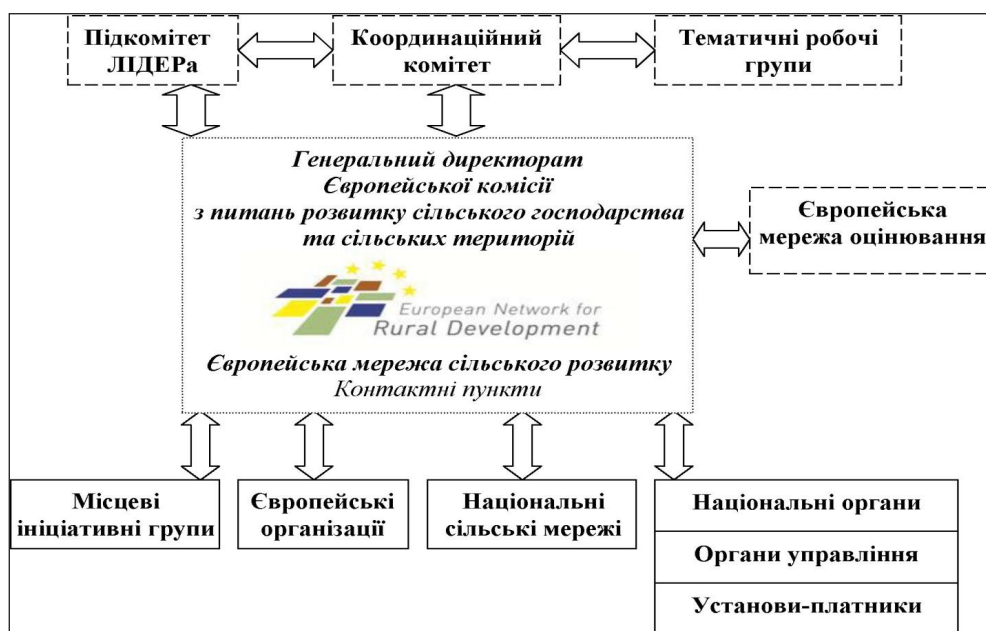 Підкомітет
ЛІДЕРа
Координаційний
комітет
Тематичні робочі
групи
Генеральний директорат
Європейської комісії
з питань розвитку сільського господарства
та сільських територій
Європейська
мережа оцінювання
European Network for
Rural Development
Європейська мережа сільського розвитку
Контактні пункти
Місцеві
ініціативні групи
Європейські
організації
Національні
сільські мережі
Національні органи
Органи управління
Установи-платники